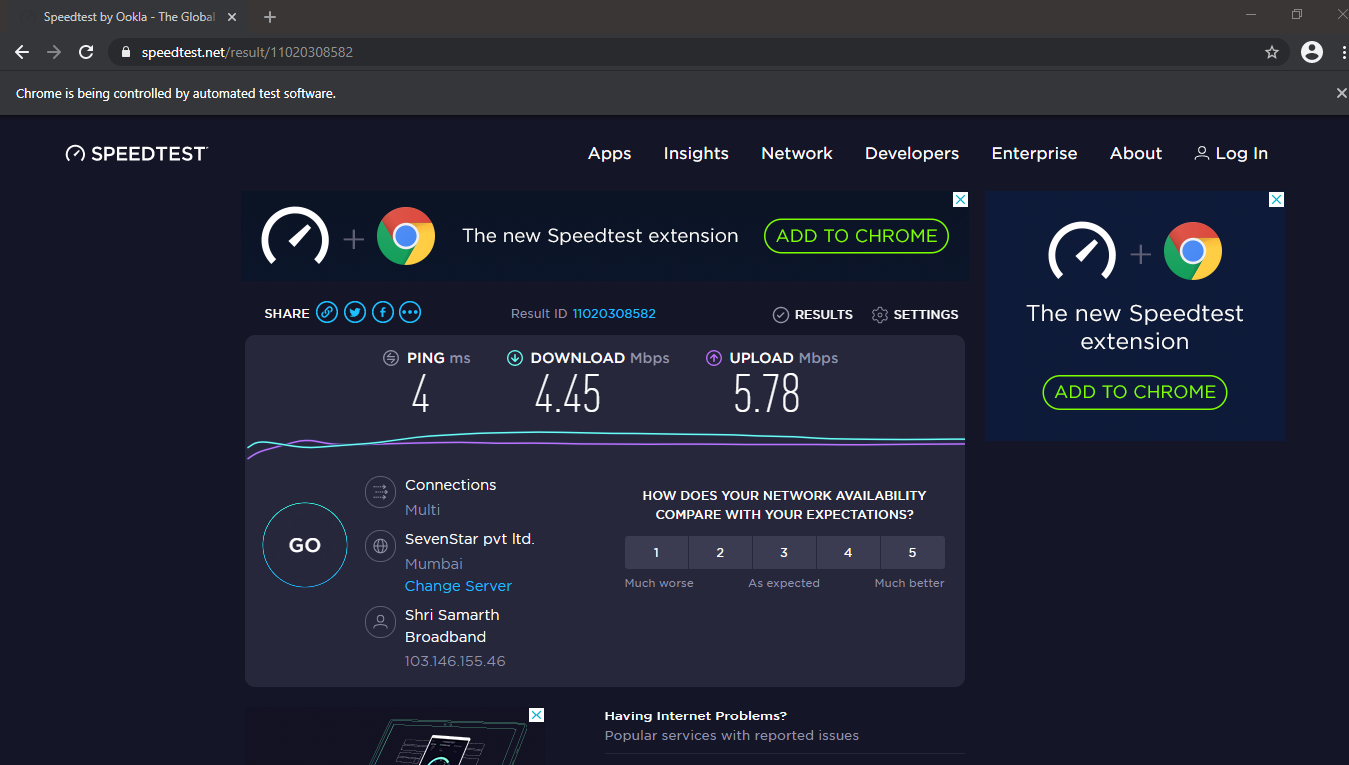 Speedtest by Ookla - The Global
speedtest.net/result/11020308582
Chrome is being controlled by automated test software.
SPEEDTEST
Apps Insights Network Developers Enterprise About Log In
The new Speedtest extension ADD TO CHROME
The new Speedtest
extension
ADD TO CHROME
SHARE Result ID 11020308582 RESULTS SETTINGS
PING ms DOWNLOAD Mbps UPLOAD Mbps
4 4.45 5.78
GO
Connections
Multi
SevenStar pvt ltd.
Mumbai
Change Server
Shri Samarth
Broadband
103.146.155.46
HOW DOES YOUR NETWORK AVAILABILITY
COMPARE WITH YOUR EXPECTATIONS?
1 2 3 4 5
Much worse As expected Much better
Having Internet Problems?
Popular services with reported issues